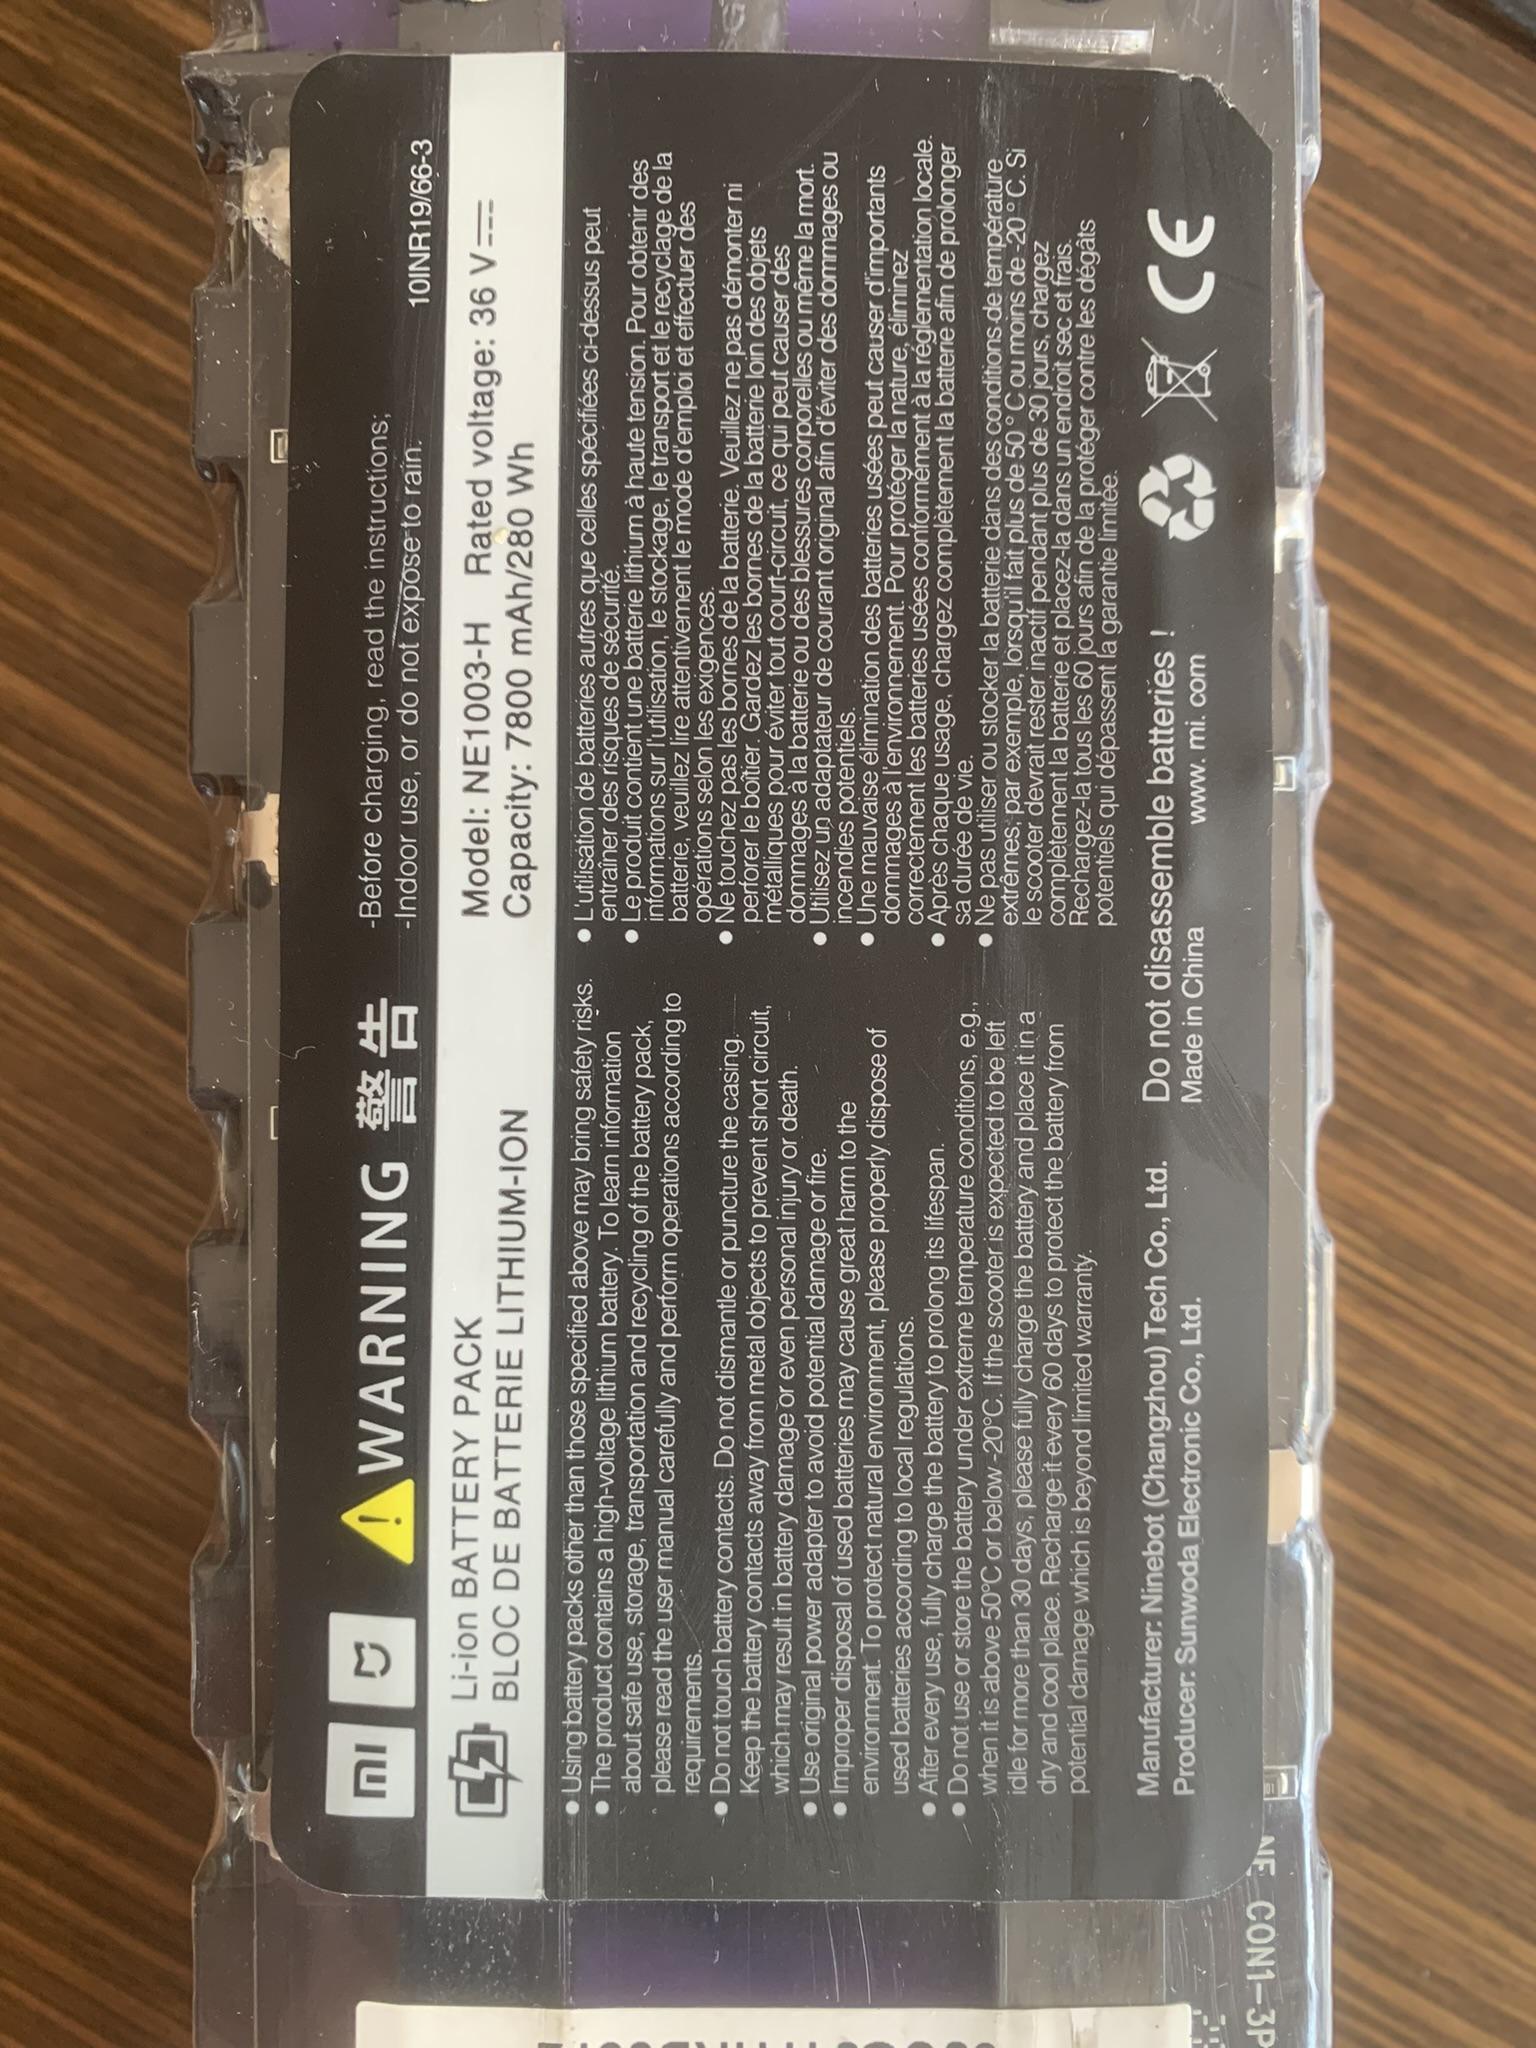 mi
WARNING 警告
-Before charging, read the instructions;
-Indoor use, or do not expose to rain.
10INR19/66-3
Li-ion BATTERY PACK
BLOC DE BATTERIE LITHIUM-ION
Model: NE1003-H Rated voltage: 36 V
Capacity: 7800 mAh/280 Wh
• Using battery packs other than those specified above may bring safety risks.
• The product contains a high-voltage lithium battery. To learn information
about safe use, storage, transportation and recycling of the battery pack,
please read the user manual carefully and perform operations according to
requirements.
• Do not touch battery contacts. Do not dismantle or puncture the casing.
Keep the battery contacts away from metal objects to prevent short circuit,
which may result in battery damage or even personal injury or death.
• Use original power adapter to avoid potential damage or fire.
• Improper disposal of used batteries may cause great harm to the
environment. To protect natural environment, please properly dispose of
used batteries according to local regulations.
• After every use, fully charge the battery to prolong its lifespan.
• Do not use or store the battery under extreme temperature conditions, e.g.,
when it is above 50°C or below -20°C. If the scooter is expected to be left
idle for more than 30 days, please fully charge the battery and place it in a
dry and cool place. Recharge it every 60 days to protect the battery from
potential damage which is beyond limited warranty.
• L'utilisation de batteries autres que celles spécifiées ci-dessus peut
entraîner des risques de sécurité.
• Le produit contient une batterie lithium à haute tension. Pour obtenir des
informations sur l'utilisation, le stockage, le transport et le recyclage de la
batterie, veuillez lire attentivement le mode d'emploi et effectuer des
opérations selon les exigences.
• Ne touchez pas les bornes de la batterie. Veuillez ne pas démonter ni
perforer le boîtier. Gardez les bornes de la batterie loin des objets
métalliques pour éviter tout court-circuit, ce qui peut causer des
dommages à la batterie ou des blessures corporelles ou même la mort.
• Utilisez un adaptateur de courant original afin d'éviter des dommages ou
incendies potentiels.
• Une mauvaise élimination des batteries usées peut causer d'importants
dommages à l'environnement. Pour protéger la nature, éliminez
correctement les batteries usées conformément à la réglementation locale.
• Après chaque usage, chargez complètement la batterie afin de prolonger
sa durée de vie.
• Ne pas utiliser ou stocker la batterie dans des conditions de température
extrêmes, par exemple, lorsqu'il fait plus de 50 ° C ou moins de -20 ° C. Si
le scooter devrait rester inactif pendant plus de 30 jours, chargez
complètement la batterie et placez-la dans un endroit sec et frais.
Rechargez-la tous les 60 jours afin de la protéger contre les dégâts
potentiels qui dépassent la garantie limitée.
Manufacturer: Ninebot (Changzhou) Tech Co., Ltd.
Producer: Sunwoda Electronic Co., Ltd.
Do not disassemble batteries !
Made in China www. mi. com
CE
NE CON1-3P